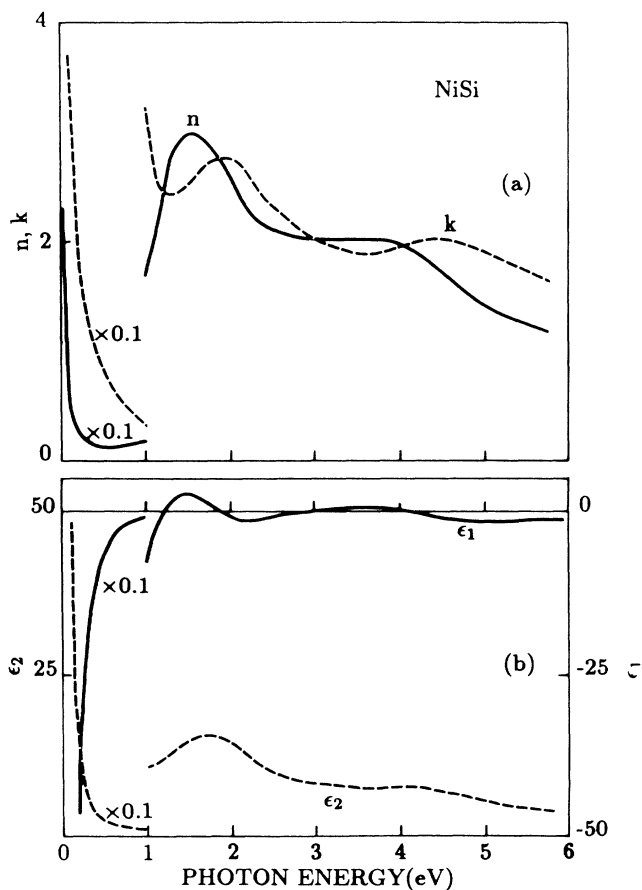 4
NiSi
n
(a)
n, k
2
k
×0.1
×0.1
0
50
0
ϵ₁
×0.1
ϵ₂
25
(b)
-25
ϵ₁
×0.1
ϵ₂
-50
0 1 2 3 4 5 6
PHOTON ENERGY(eV)